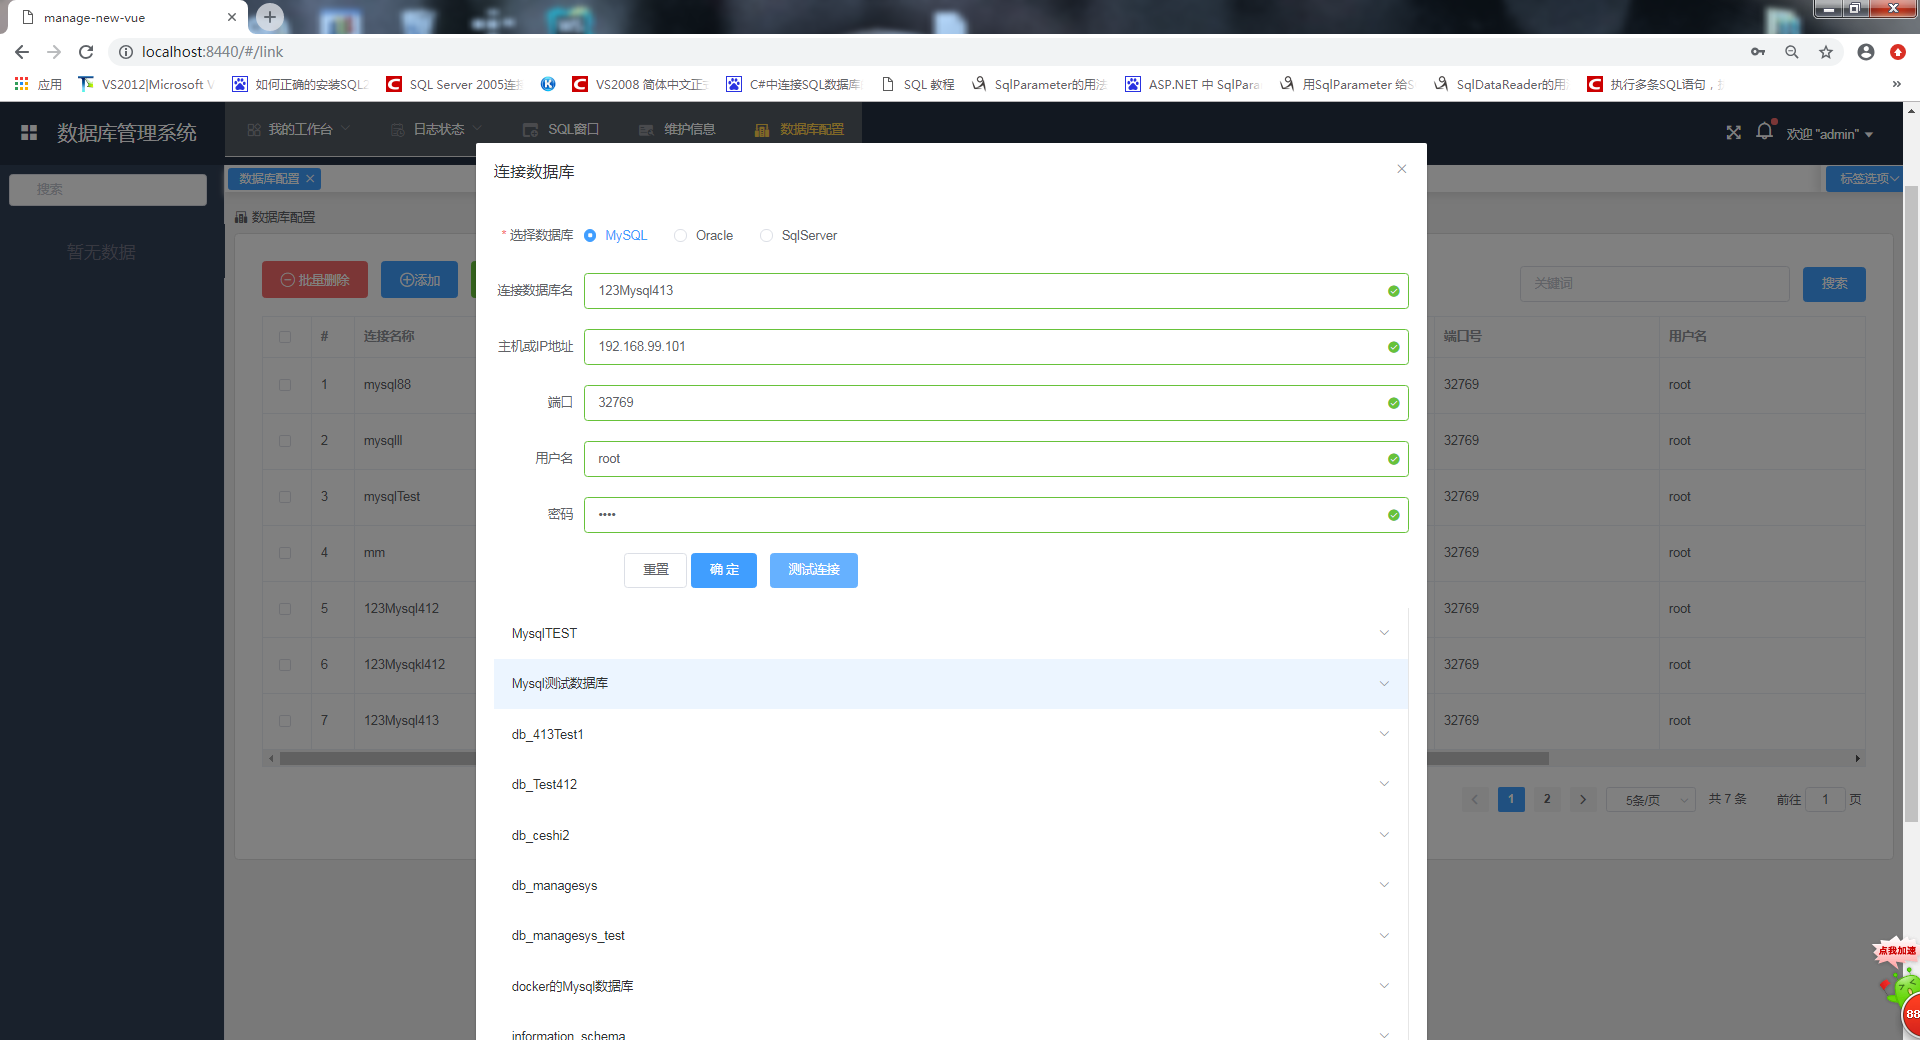 manage-new-vue
localhost:8440/#/link
应用
VS2012|Microsoft V
如何正确的安装SQL2
SQL Server 2005连接
VS2008 简体中文正式
C#中连接SQL数据库
SQL 教程
SqlParameter的用法
ASP.NET 中 SqlPara
用SqlParameter 给S
SqlDataReader的用
执行多条SQL语句，
数据库管理系统
我的工作台
日志状态
SQL窗口
维护信息
数据库配置
欢迎 "admin"
搜索
暂无数据
数据库配置
标签选项
数据库配置
批量删除
添加
关键词
搜索
# 连接名称
端口号 用户名
1 mysql88
32769 root
2 mysqlll
32769 root
3 mysqlTest
32769 root
4 mm
32769 root
5 123Mysql412
32769 root
6 123Mysqkl412
32769 root
7 123Mysql413
32769 root
1 2
5条/页
共 7 条
前往 1 页
连接数据库
* 选择数据库 MySQL Oracle SqlServer
连接数据库名 123Mysql413
主机或IP地址 192.168.99.101
端口 32769
用户名 root
密码 ••••
重置 确 定 测试连接
MysqlTEST
Mysql测试数据库
db_413Test1
db_Test412
db_ceshi2
db_managesys
db_managesys_test
docker的Mysql数据库
information_schema
点我加速
88